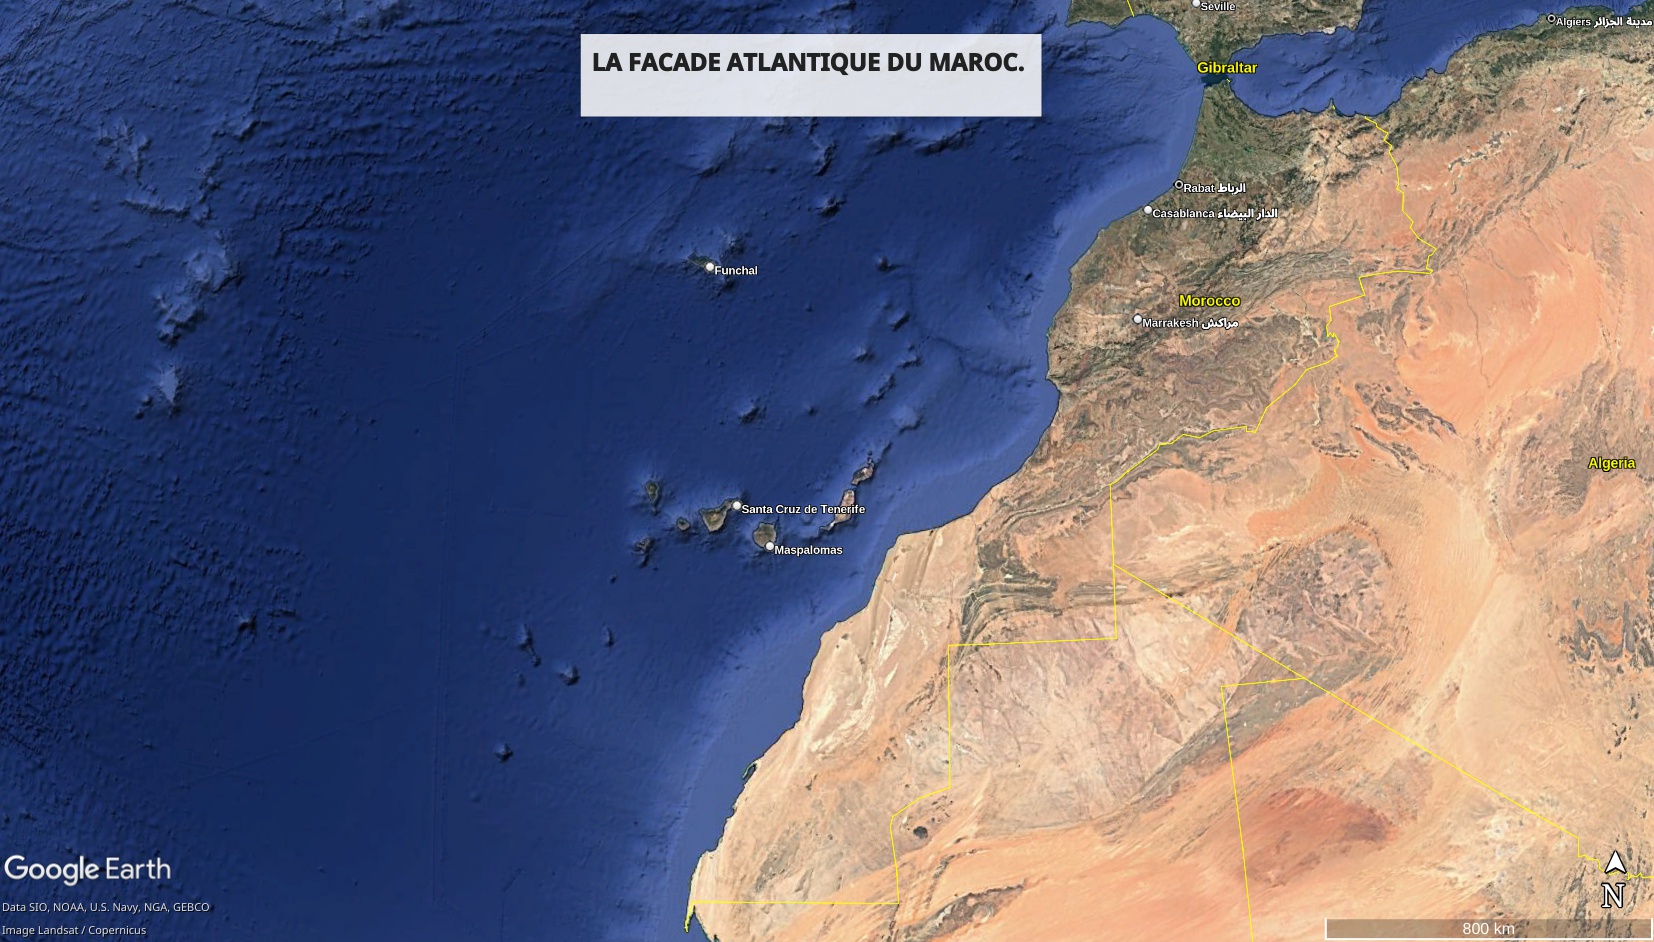 Seville
Algiers مدينة الجزائر
LA FACADE ATLANTIQUE DU MAROC.
Gibraltar
Rabat الرباط
Casablanca الدار البيضاء
Funchal
Morocco
Marrakesh مراكش
Algeria
Santa Cruz de Tenerife
Maspalomas
Google Earth
Data SIO, NOAA, U.S. Navy, NGA, GEBCO
Image Landsat / Copernicus
N
800 km